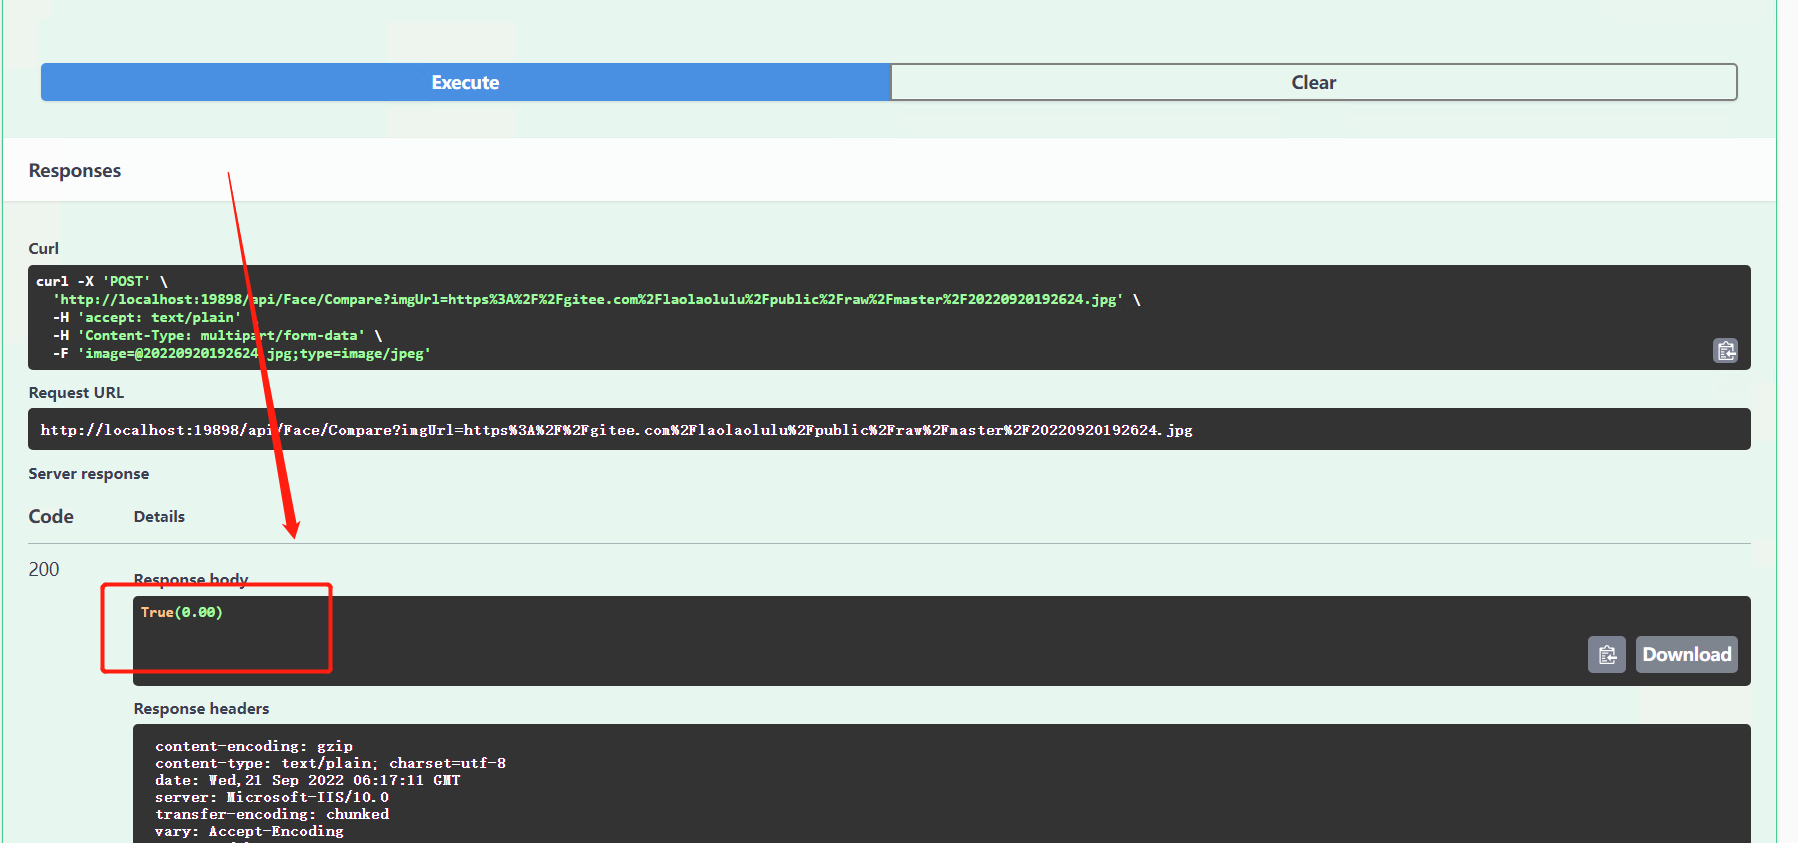 Execute
Clear
Responses
Curl
curl -X 'POST' \
'http://localhost:19898/api/Face/Compare?imgUrl=https%3A%2F%2Fgitee.com%2Flaolaolulu%2Fpublic%2Fraw%2Fmaster%2F20220920192624.jpg' \
-H 'accept: text/plain'
-H 'Content-Type: multipart/form-data' \
-F 'image=@20220920192624.jpg;type=image/jpeg'
Request URL
http://localhost:19898/api/Face/Compare?imgUrl=https%3A%2F%2Fgitee.com%2Flaolaolulu%2Fpublic%2Fraw%2Fmaster%2F20220920192624.jpg
Server response
Code
Details
200
Response body
True(0.00)
Download
Response headers
content-encoding: gzip
content-type: text/plain; charset=utf-8
date: Wed,21 Sep 2022 06:17:11 GMT
server: Microsoft-IIS/10.0
transfer-encoding: chunked
vary: Accept-Encoding